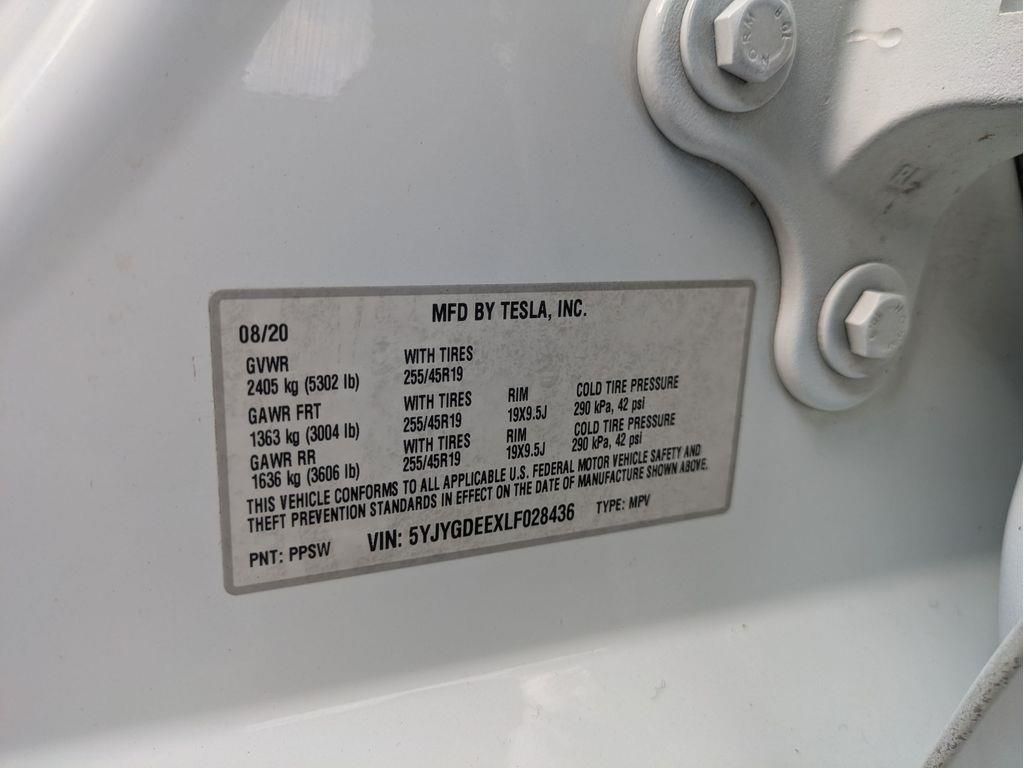 MFD BY TESLA, INC.
08/20
GVWR WITH TIRES
2405 kg (5302 lb) 255/45R19
GAWR FRT WITH TIRES RIM COLD TIRE PRESSURE
1363 kg (3004 lb) 255/45R19 19X9.5J 290 kPa, 42 psi
GAWR RR WITH TIRES RIM COLD TIRE PRESSURE
1636 kg (3606 lb) 255/45R19 19X9.5J 290 kPa, 42 psi
THIS VEHICLE CONFORMS TO ALL APPLICABLE U.S. FEDERAL MOTOR VEHICLE SAFETY AND
THEFT PREVENTION STANDARDS IN EFFECT ON THE DATE OF MANUFACTURE SHOWN ABOVE.
PNT: PPSW VIN: 5YJYGDEEXLF028436 TYPE: MPV